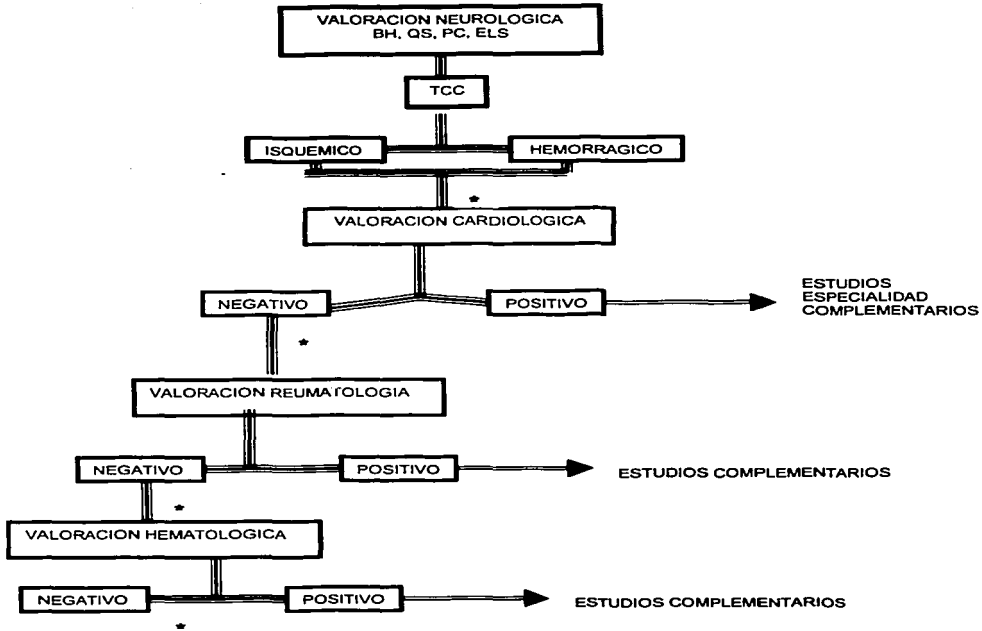 VALORACION NEUROLOGICA
BH, QS, PC, ELS
TCC
ISQUEMICO
HEMORRAGICO
*
VALORACION CARDIOLOGICA
NEGATIVO
POSITIVO
ESTUDIOS
ESPECIALIDAD
COMPLEMENTARIOS
*
VALORACION REUMATOLOGIA
NEGATIVO
POSITIVO
ESTUDIOS COMPLEMENTARIOS
*
VALORACION HEMATOLOGICA
NEGATIVO
POSITIVO
ESTUDIOS COMPLEMENTARIOS
*